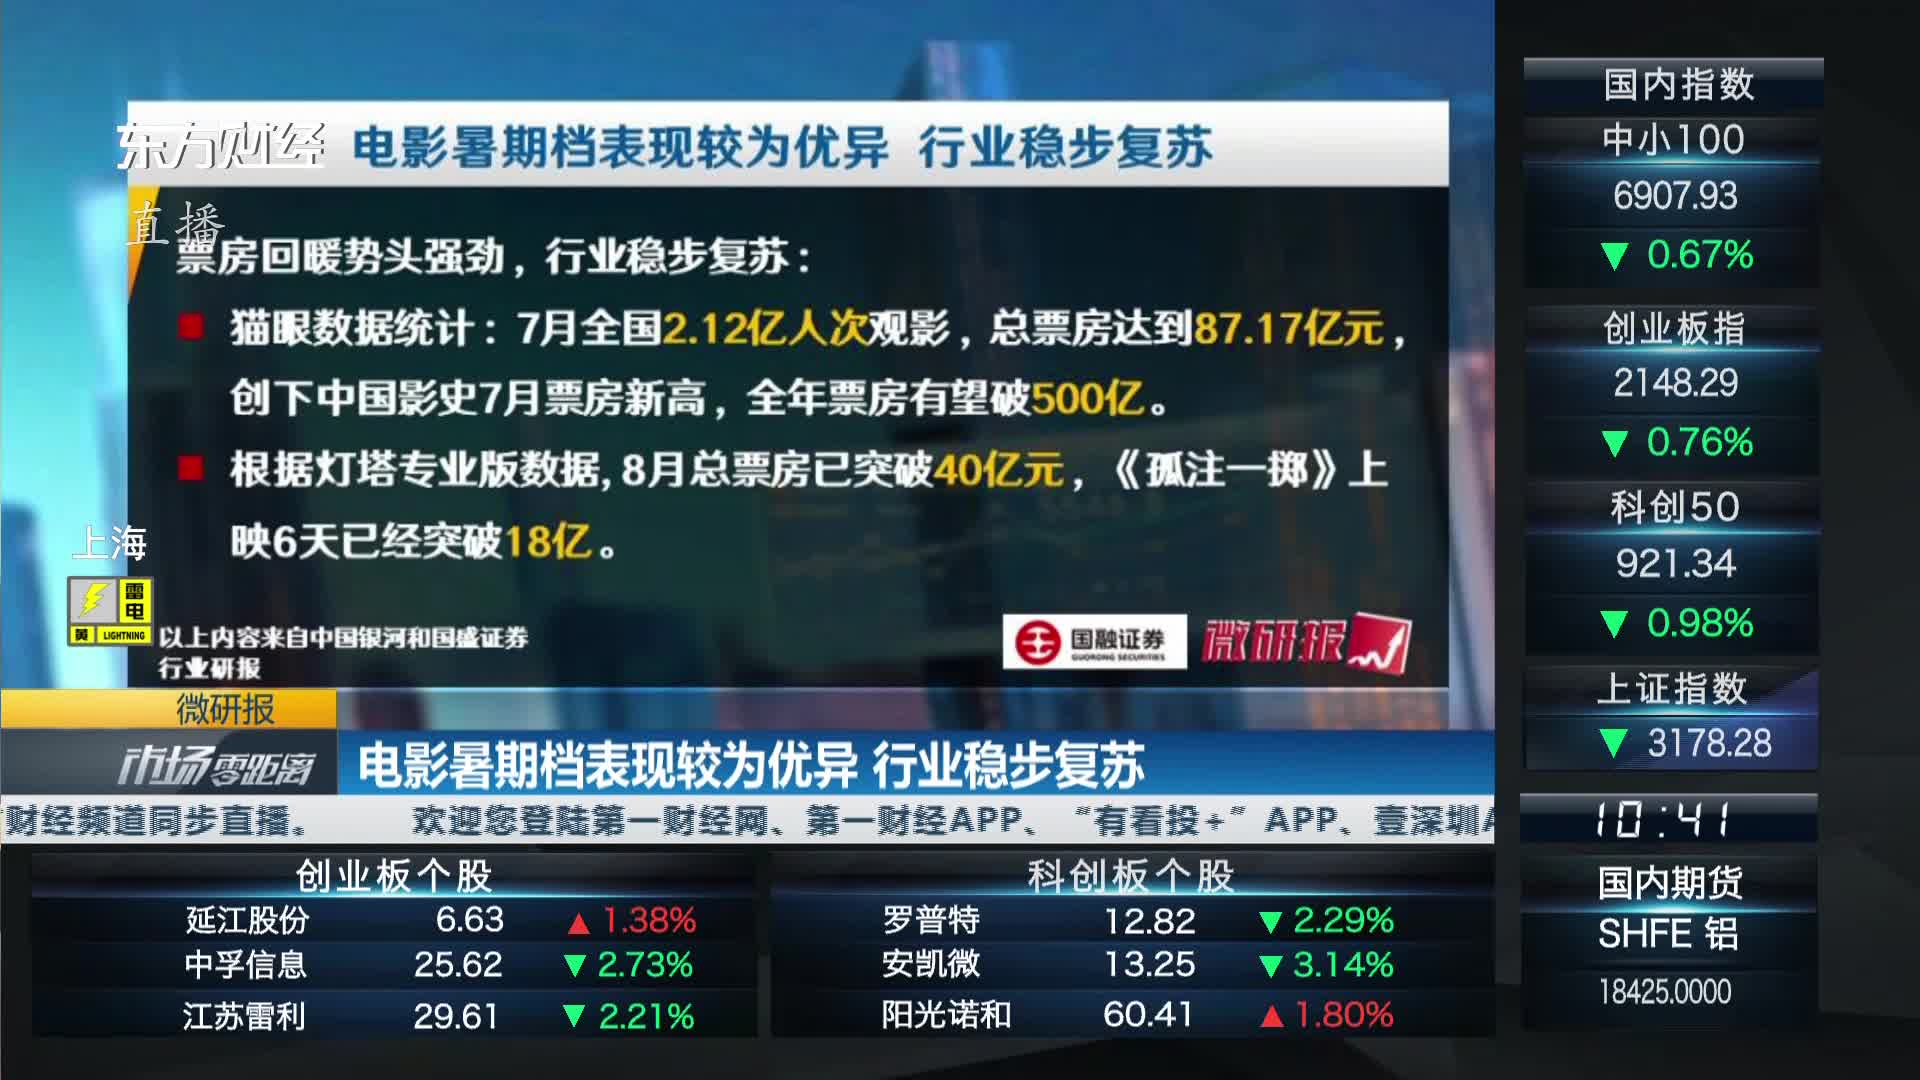 东方财经
直播
电影暑期档表现较为优异 行业稳步复苏
票房回暖势头强劲，行业稳步复苏：
猫眼数据统计：7月全国2.12亿人次观影，总票房达到87.17亿元，
创下中国影史7月票房新高，全年票房有望破500亿。
根据灯塔专业版数据,8月总票房已突破40亿元，《孤注一掷》上
映6天已经突破18亿。
上海
雷电
黄 LIGHTNING
以上内容来自中国银河和国盛证券
行业研报
国融证券
GUORONG SECURITIES
微研报
微研报
市场零距离
电影暑期档表现较为优异 行业稳步复苏
财经频道同步直播。 欢迎您登陆第一财经网、第一财经APP、“有看投+”APP、壹深圳A
创业板个股
延江股份 6.63 ▲ 1.38%
中孚信息 25.62 ▼ 2.73%
江苏雷利 29.61 ▼ 2.21%
科创板个股
罗普特 12.82 ▼ 2.29%
安凯微 13.25 ▼ 3.14%
阳光诺和 60.41 ▲ 1.80%
国内指数
中小100
6907.93
▼ 0.67%
创业板指
2148.29
▼ 0.76%
科创50
921.34
▼ 0.98%
上证指数
▼ 3178.28
10:41
国内期货
SHFE 铝
18425.0000